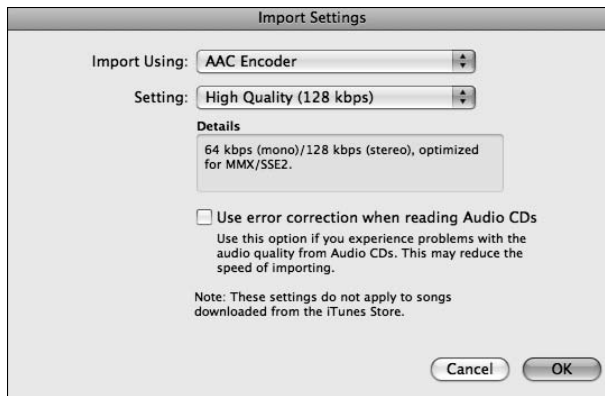 Import Settings
Import Using: AAC Encoder
Setting: High Quality (128 kbps)
Details
64 kbps (mono)/128 kbps (stereo), optimized
for MMX/SSE2.
Use error correction when reading Audio CDs
Use this option if you experience problems with the
audio quality from Audio CDs. This may reduce the
speed of importing.
Note: These settings do not apply to songs
downloaded from the iTunes Store.
Cancel OK